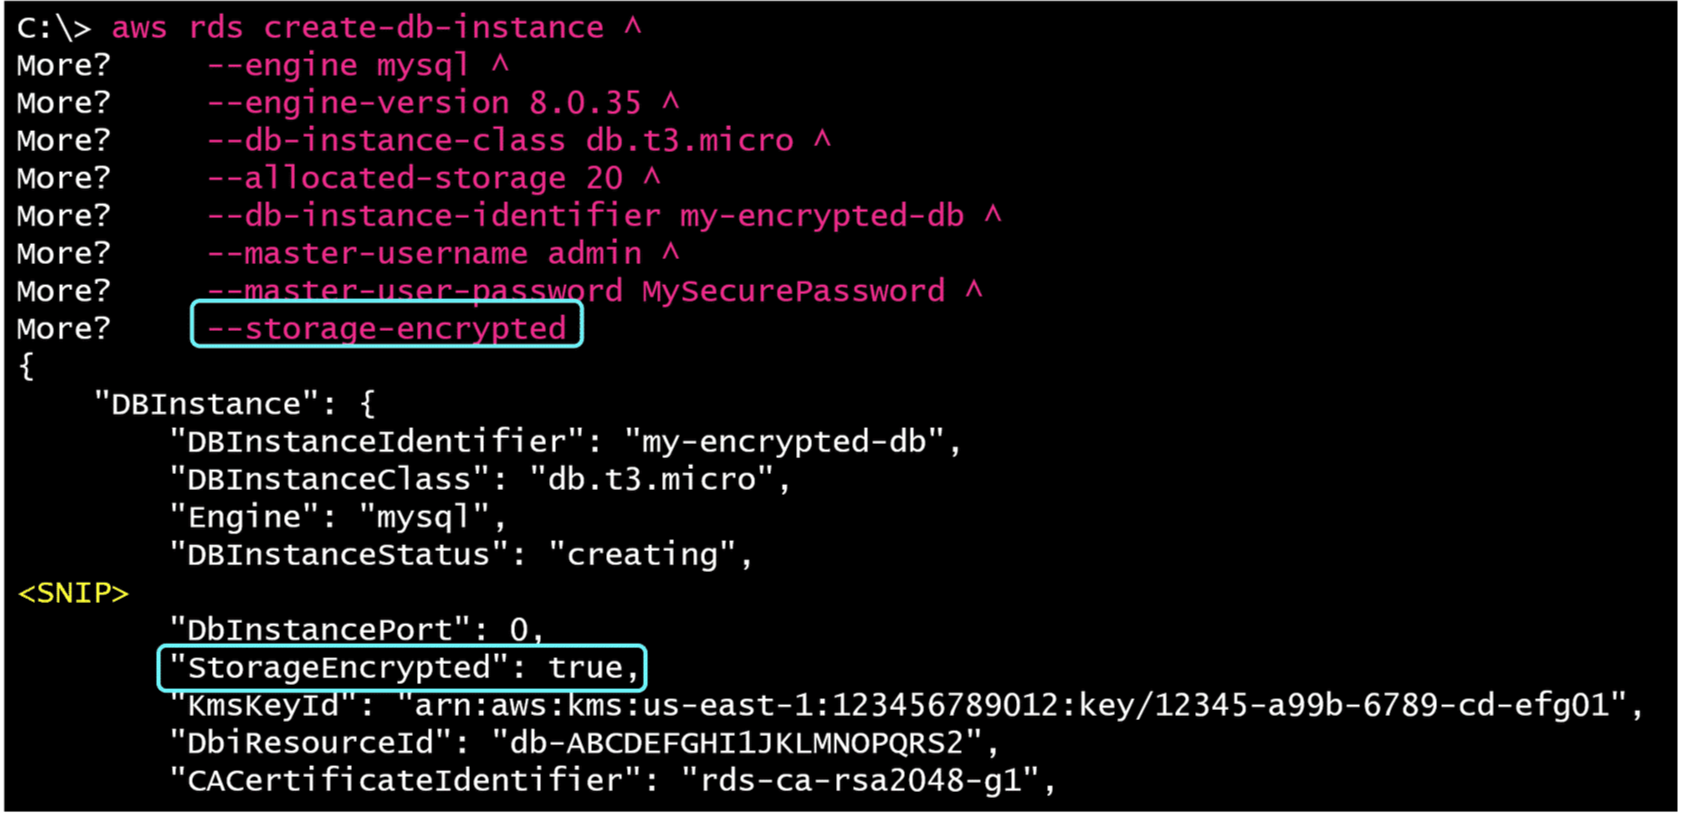 C:\> aws rds create-db-instance ^
More?     --engine mysql ^
More?     --engine-version 8.0.35 ^
More?     --db-instance-class db.t3.micro ^
More?     --allocated-storage 20 ^
More?     --db-instance-identifier my-encrypted-db ^
More?     --master-username admin ^
More?     --master-user-password MySecurePassword ^
More?     --storage-encrypted
{
    "DBInstance": {
        "DBInstanceIdentifier": "my-encrypted-db",
        "DBInstanceClass": "db.t3.micro",
        "Engine": "mysql",
        "DBInstanceStatus": "creating",
<SNIP>
        "DbInstancePort": 0,
        "StorageEncrypted": true,
        "KmsKeyId": "arn:aws:kms:us-east-1:123456789012:key/12345-a99b-6789-cd-efg01",
        "DbiResourceId": "db-ABCDEFGHI1JKLMNOPQRS2",
        "CACertificateIdentifier": "rds-ca-rsa2048-g1",